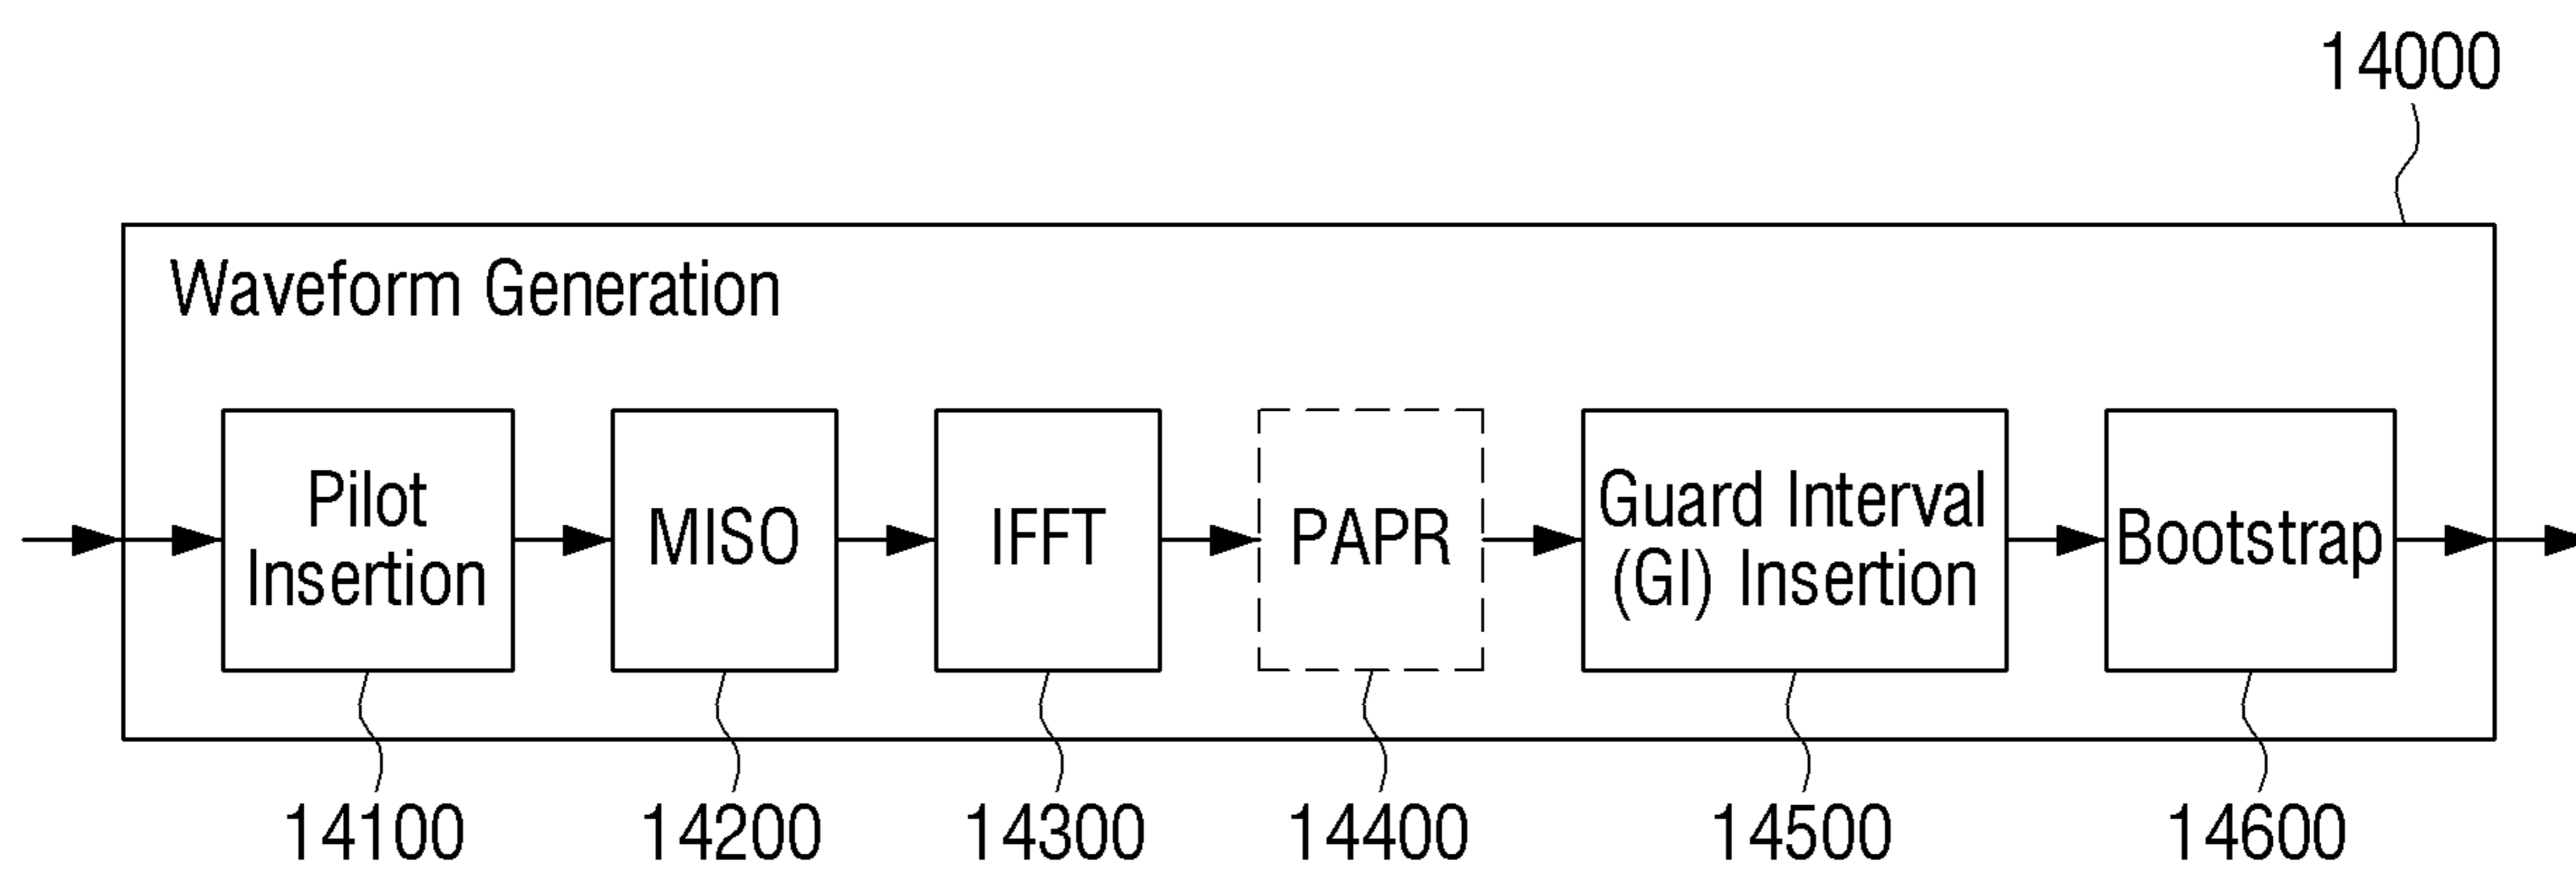 14000
Waveform Generation
Pilot
Insertion
MISO
IFFT
PAPR
Guard Interval
(GI) Insertion
Bootstrap
14100
14200
14300
14400
14500
14600